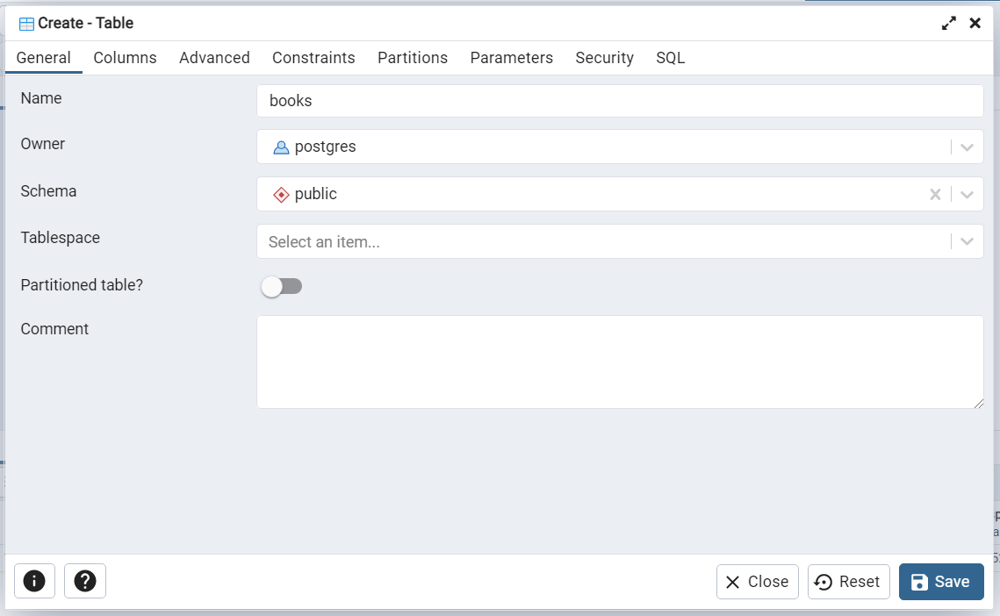 Create - Table
General Columns Advanced Constraints Partitions Parameters Security SQL
Name books
Owner postgres
Schema public
Tablespace Select an item...
Partitioned table?
Comment
Close Reset Save